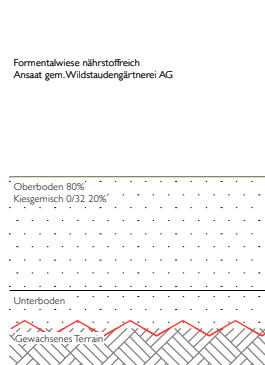 Formentalwiese nährstoffreich
Ansaat gem. Wildstaudengärtnerei AG
Oberboden 80%
Kiesgemisch 0/32 20%
Unterboden
Gewachsenes Terrain